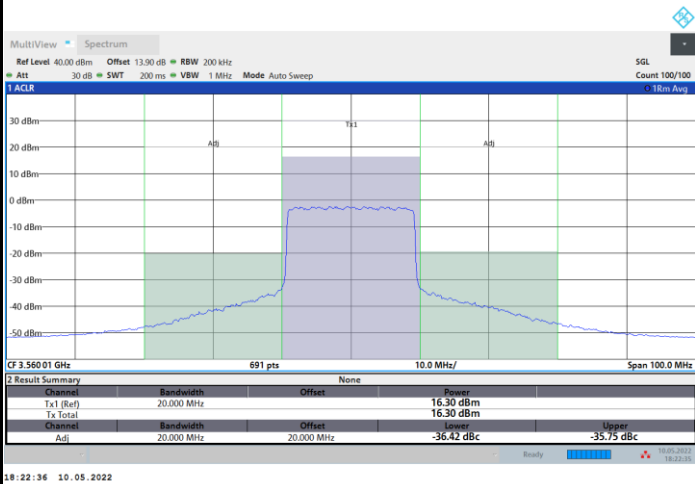 MultiView Spectrum
Ref Level 40.00 dBm Offset 13.90 dB RBW 200 kHz SGL
Att 30 dB SWT 200 ms VBW 1 MHz Mode Auto Sweep Count 100/100
1 ACLR 1Rm Avg
30 dBm
Tx1
20 dBm
Adj Adj
10 dBm
0 dBm
-10 dBm
-20 dBm
-30 dBm
-40 dBm
-50 dBm
CF 3.560 01 GHz 691 pts 10.0 MHz/ Span 100.0 MHz
2 Result Summary None
Channel Bandwidth Offset Power
Tx1 (Ref) 20.000 MHz 16.30 dBm
Tx Total 16.30 dBm
Channel Bandwidth Offset Lower Upper
Adj 20.000 MHz 20.000 MHz -36.42 dBc -35.75 dBc
Ready 10.05.2022
18:22:35
18:22:36 10.05.2022